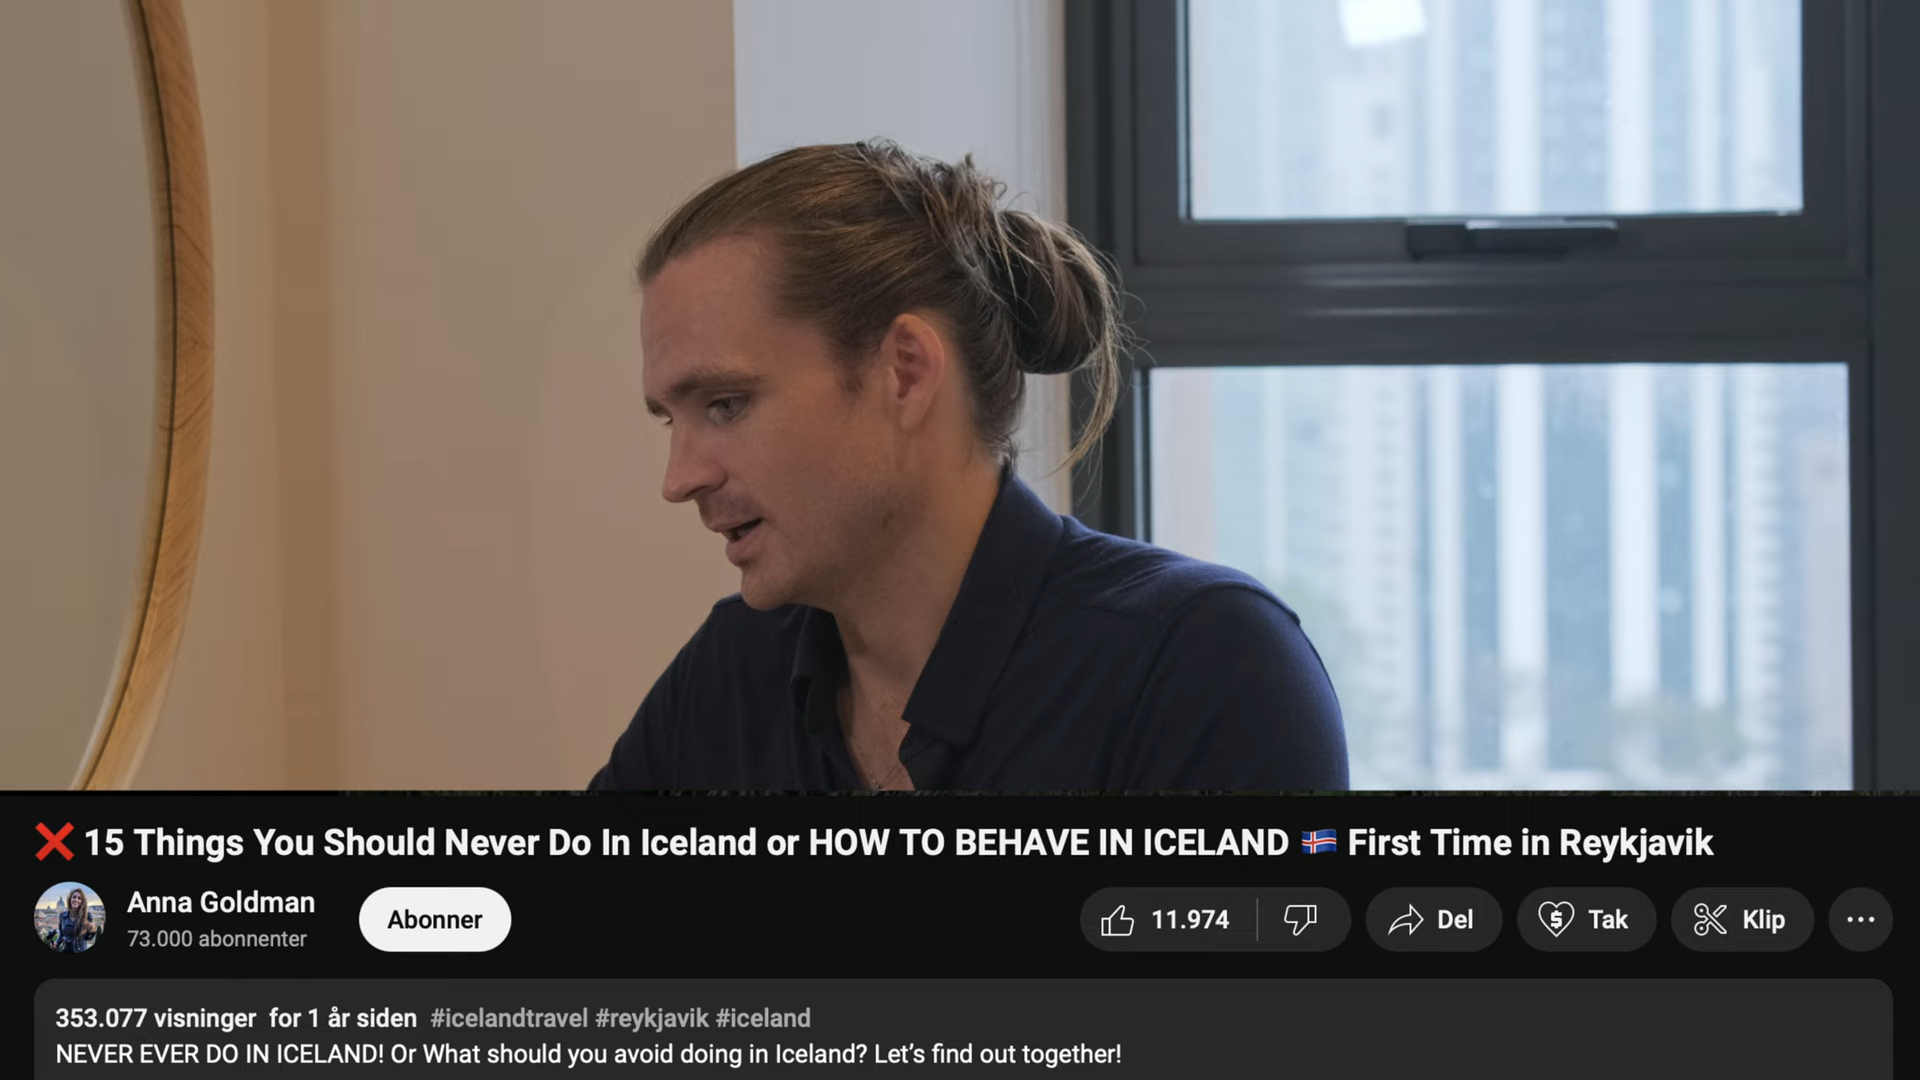 ❌ 15 Things You Should Never Do In Iceland or HOW TO BEHAVE IN ICELAND 🇮🇸 First Time in Reykjavik
Anna Goldman
73.000 abonnenter
Abonner
11.974
Del
Tak
Klip
353.077 visninger for 1 år siden #icelandtravel #reykjavik #iceland
NEVER EVER DO IN ICELAND! Or What should you avoid doing in Iceland? Let’s find out together!